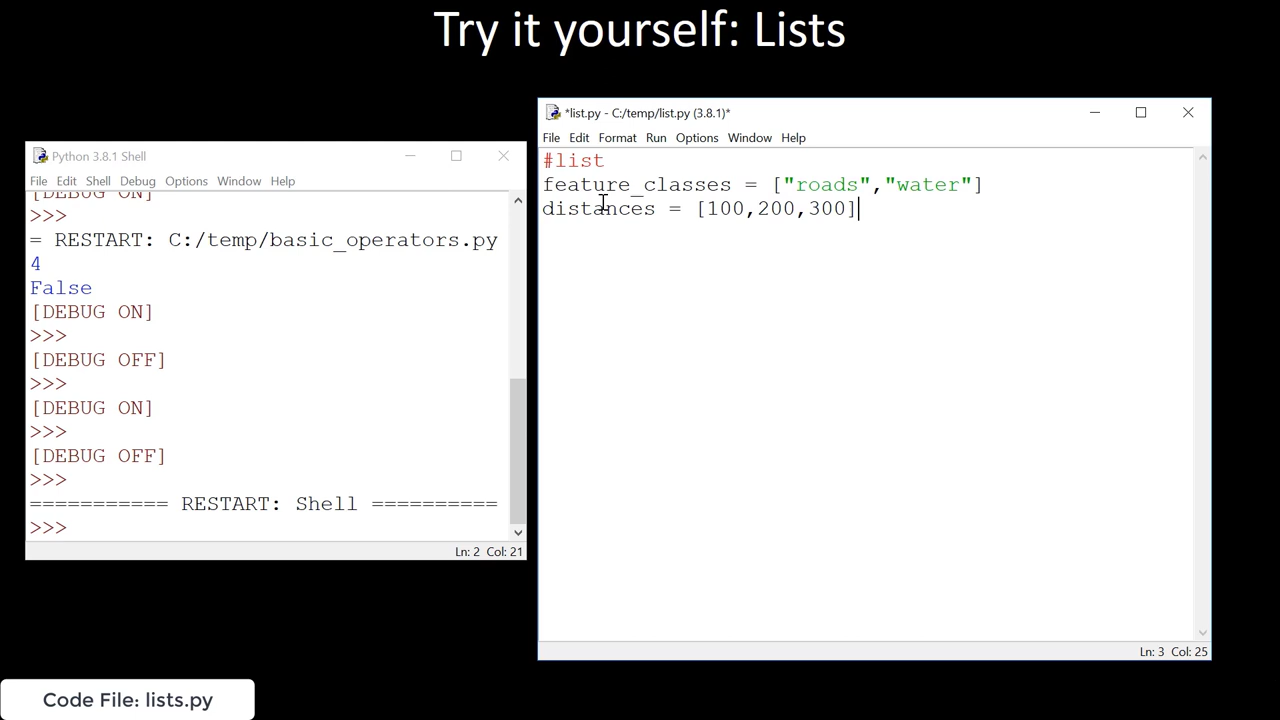 Try it yourself: Lists
Python 3.8.1 Shell
File Edit Shell Debug Options Window Help
[DEBUG ON]
>>>
= RESTART: C:/temp/basic_operators.py
4
False
[DEBUG ON]
>>>
[DEBUG OFF]
>>>
[DEBUG ON]
>>>
[DEBUG OFF]
>>>
=========== RESTART: Shell ==========
>>>
Ln: 2 Col: 21
*list.py - C:/temp/list.py (3.8.1)*
File Edit Format Run Options Window Help
#list
feature_classes = ["roads","water"]
distances = [100,200,300]
Ln: 3 Col: 25
Code File: lists.py